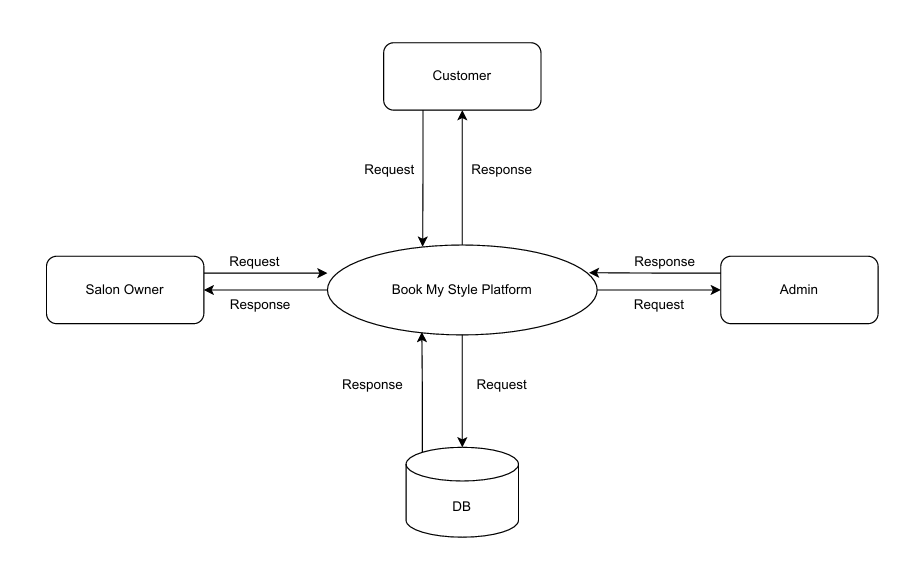 Customer
Request
Response
Request
Response
Salon Owner
Book My Style Platform
Admin
Response
Request
Response
Request
DB